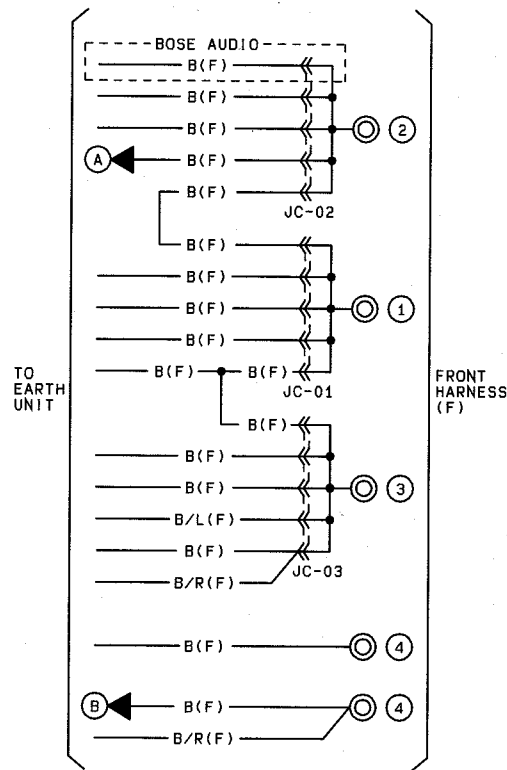 BOSE AUDIO
B(F)
B(F)
B(F) 2
A B(F)
B(F)
JC-02
B(F)
B(F)
B(F) 1
B(F)
B(F) B(F)
JC-01
TO
EARTH
UNIT
FRONT
HARNESS
(F)
B(F)
B(F)
B(F) 3
B/L(F)
B(F)
JC-03
B/R(F)
B(F) 4
B B(F) 4
B/R(F)